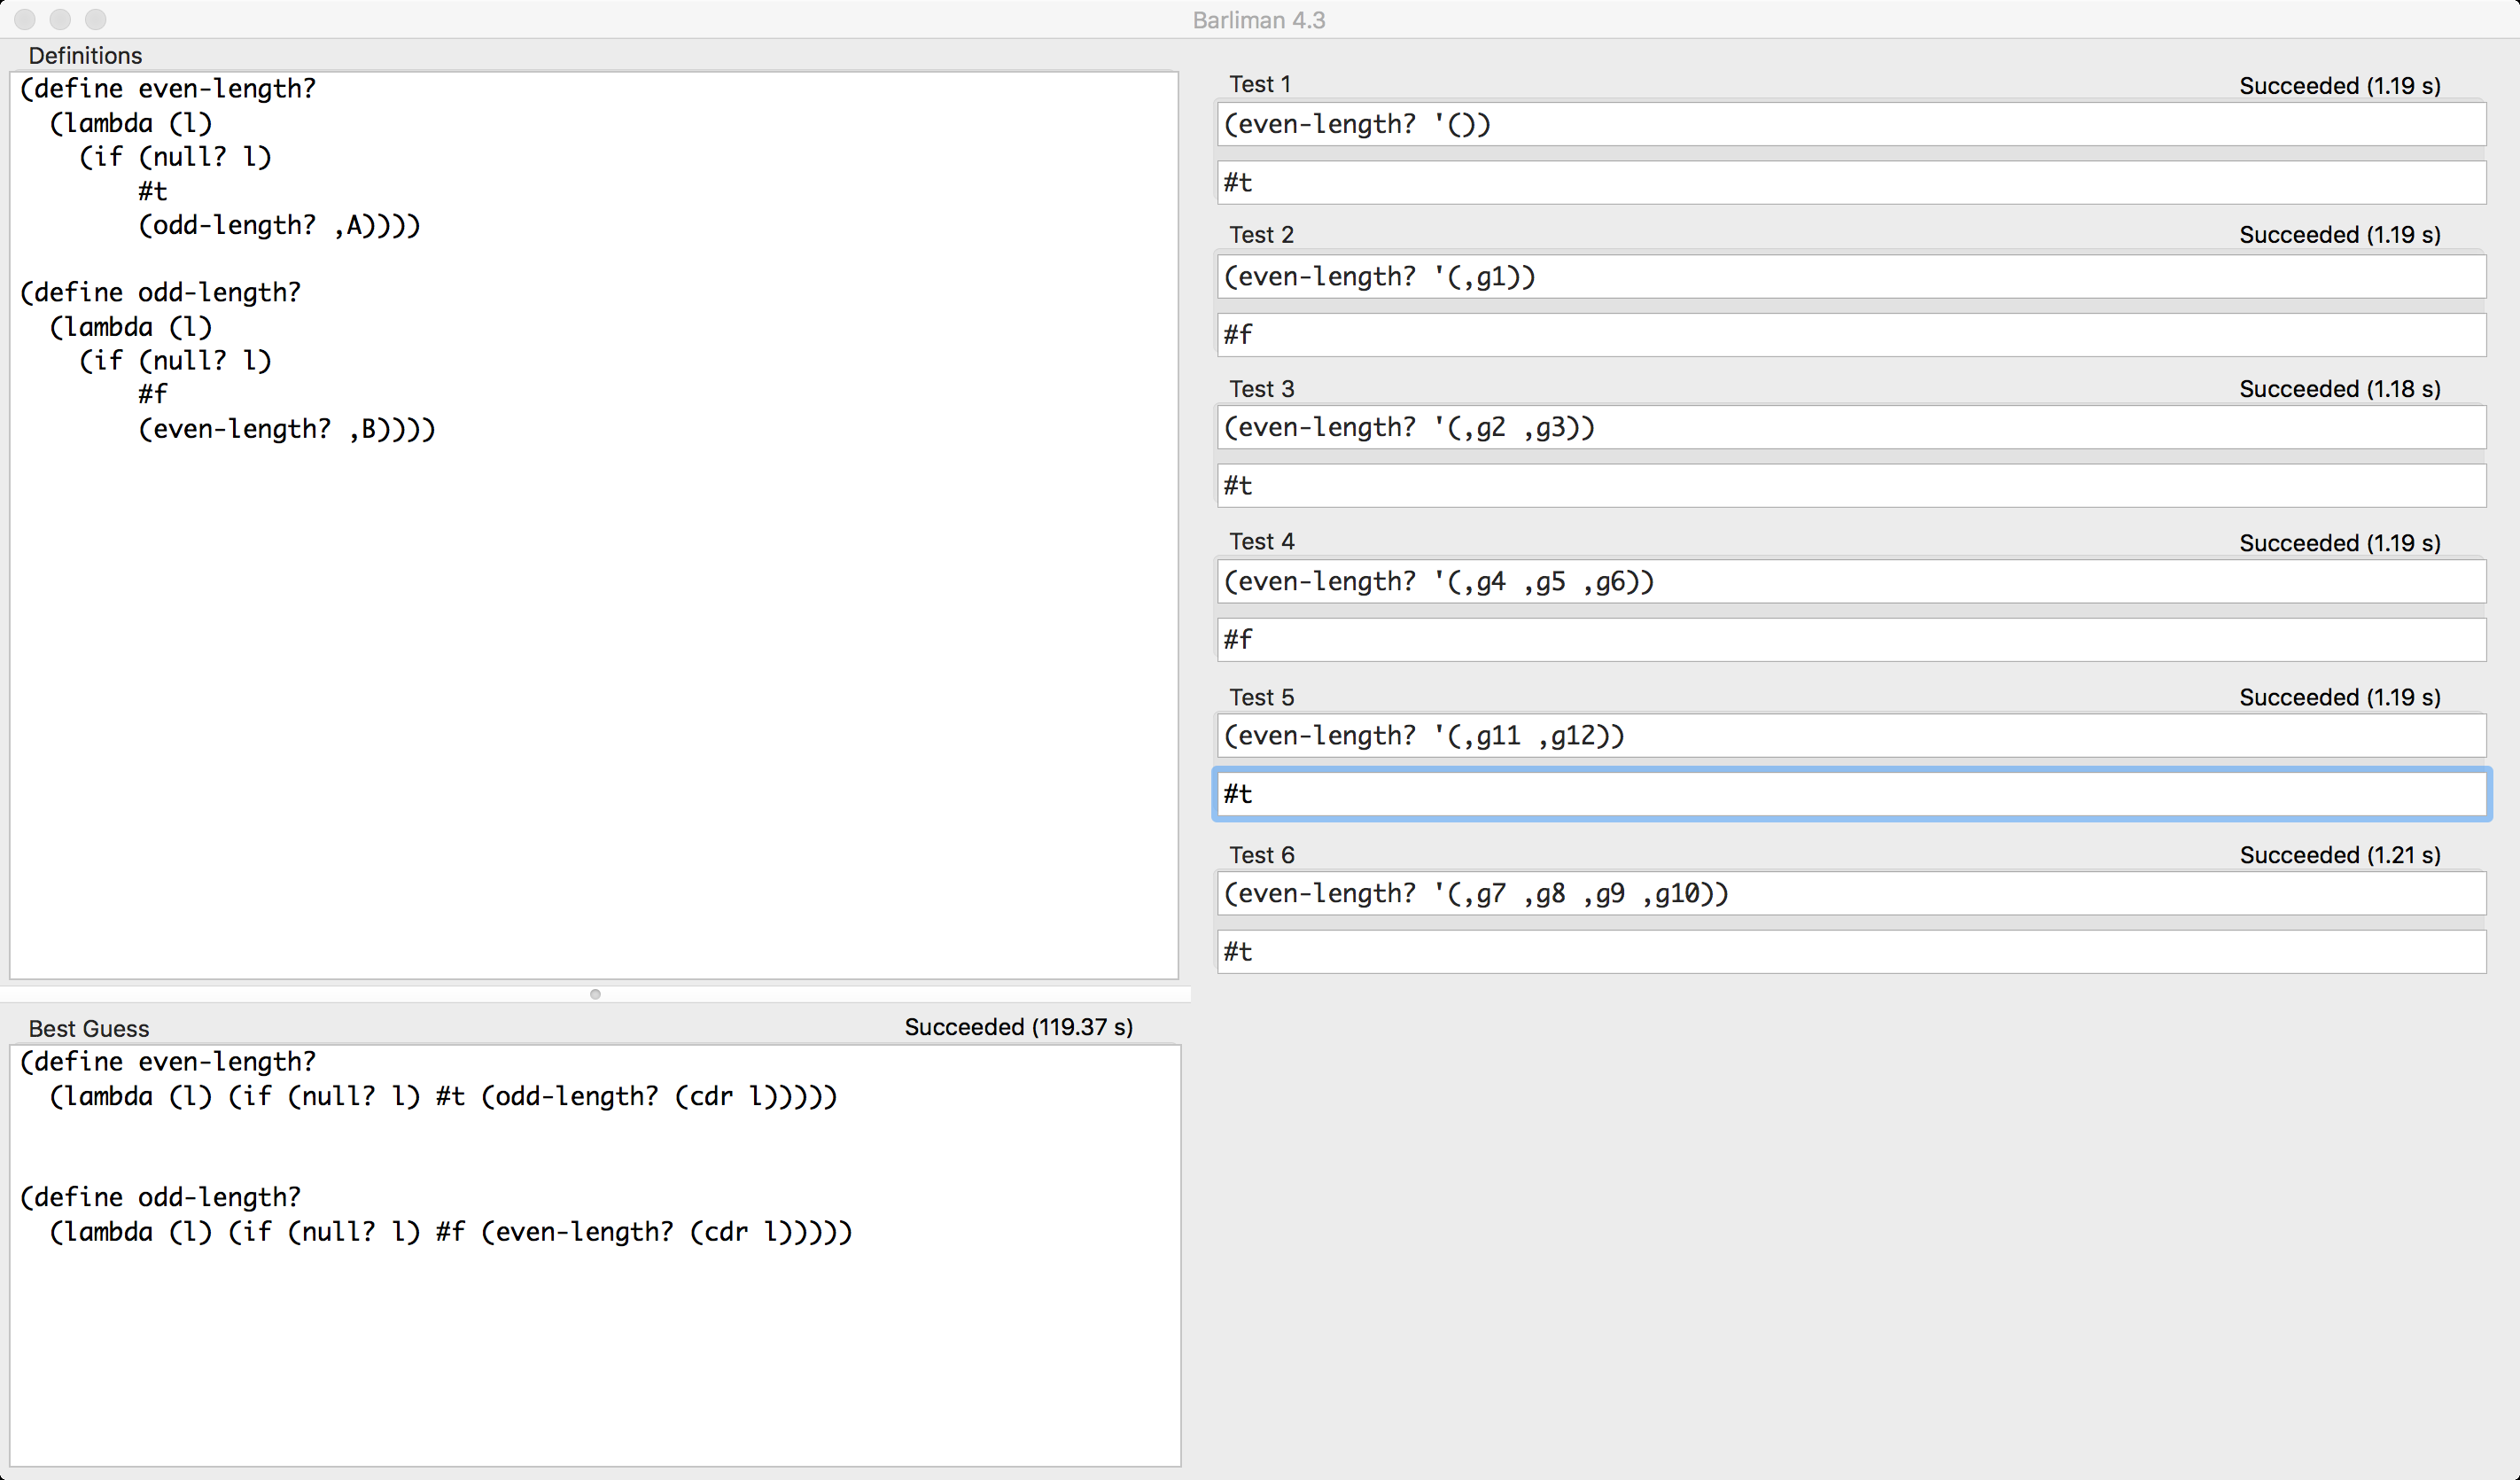 Barliman 4.3
Definitions
(define even-length?
  (lambda (l)
    (if (null? l)
        #t
        (odd-length? ,A))))
(define odd-length?
  (lambda (l)
    (if (null? l)
        #f
        (even-length? ,B))))
Best Guess Succeeded (119.37 s)
(define even-length?
  (lambda (l) (if (null? l) #t (odd-length? (cdr l)))))
(define odd-length?
  (lambda (l) (if (null? l) #f (even-length? (cdr l)))))
Test 1 Succeeded (1.19 s)
(even-length? '())
#t
Test 2 Succeeded (1.19 s)
(even-length? '(,g1))
#f
Test 3 Succeeded (1.18 s)
(even-length? '(,g2 ,g3))
#t
Test 4 Succeeded (1.19 s)
(even-length? '(,g4 ,g5 ,g6))
#f
Test 5 Succeeded (1.19 s)
(even-length? '(,g11 ,g12))
#t
Test 6 Succeeded (1.21 s)
(even-length? '(,g7 ,g8 ,g9 ,g10))
#t